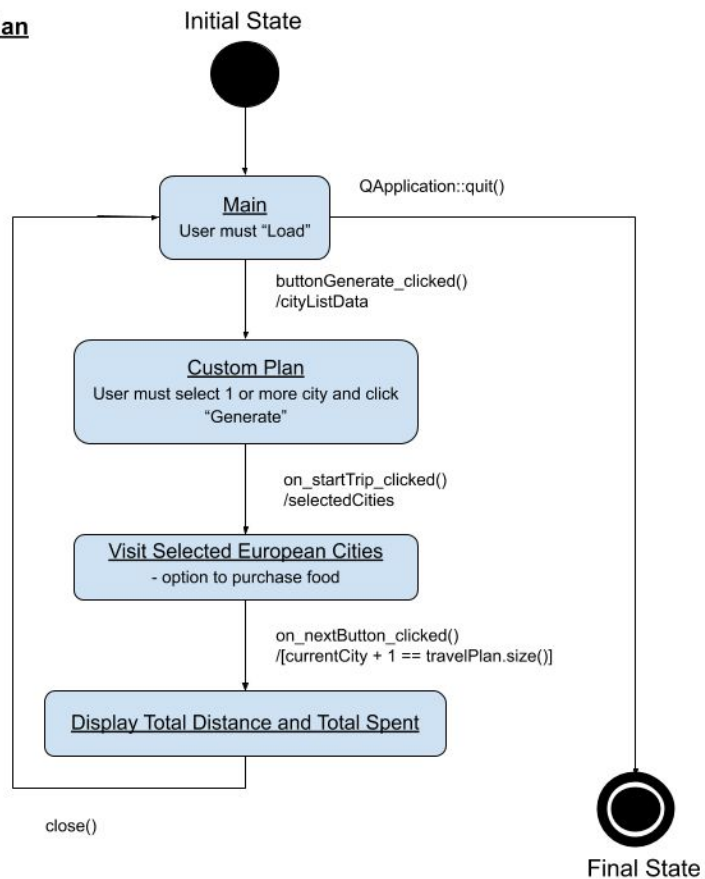 an
Initial State
QApplication::quit()
Main
User must “Load”
buttonGenerate_clicked()
/cityListData
Custom Plan
User must select 1 or more city and click
“Generate”
on_startTrip_clicked()
/selectedCities
Visit Selected European Cities
- option to purchase food
on_nextButton_clicked()
/[currentCity + 1 == travelPlan.size()]
Display Total Distance and Total Spent
close()
Final State